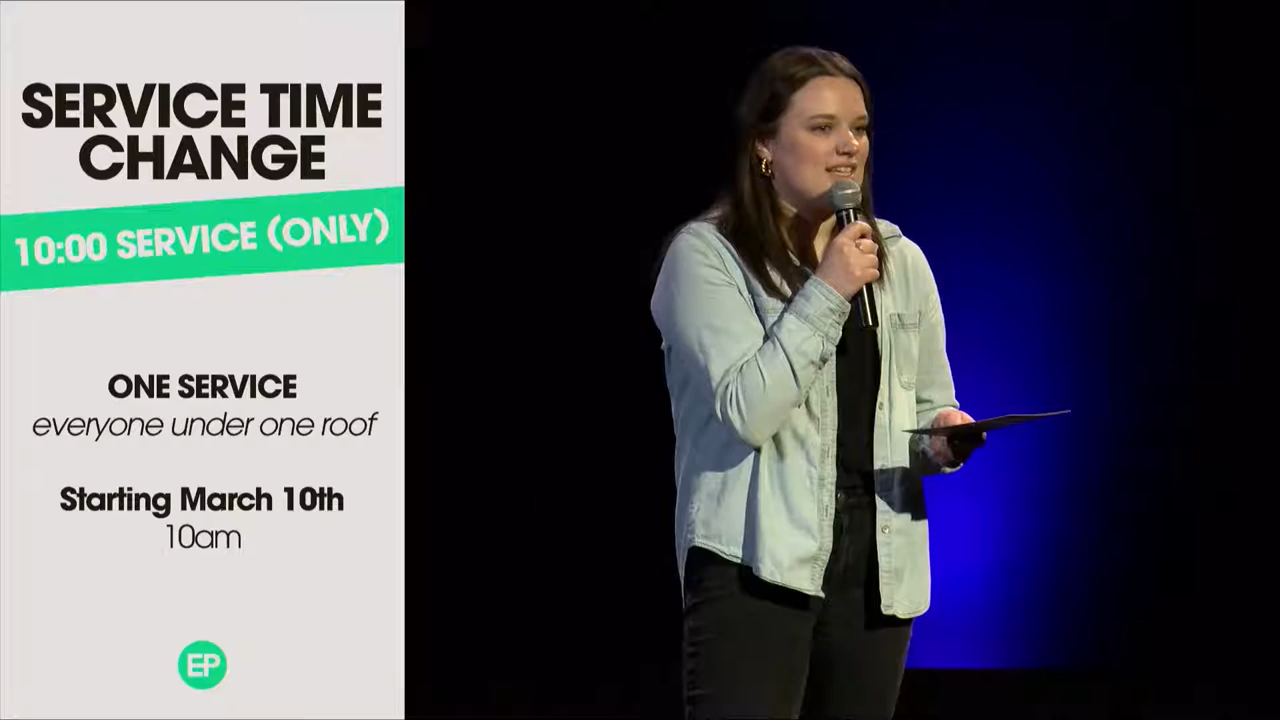 SERVICE TIME
CHANGE
10:00 SERVICE (ONLY)
ONE SERVICE
everyone under one roof
Starting March 10th
10am
EP